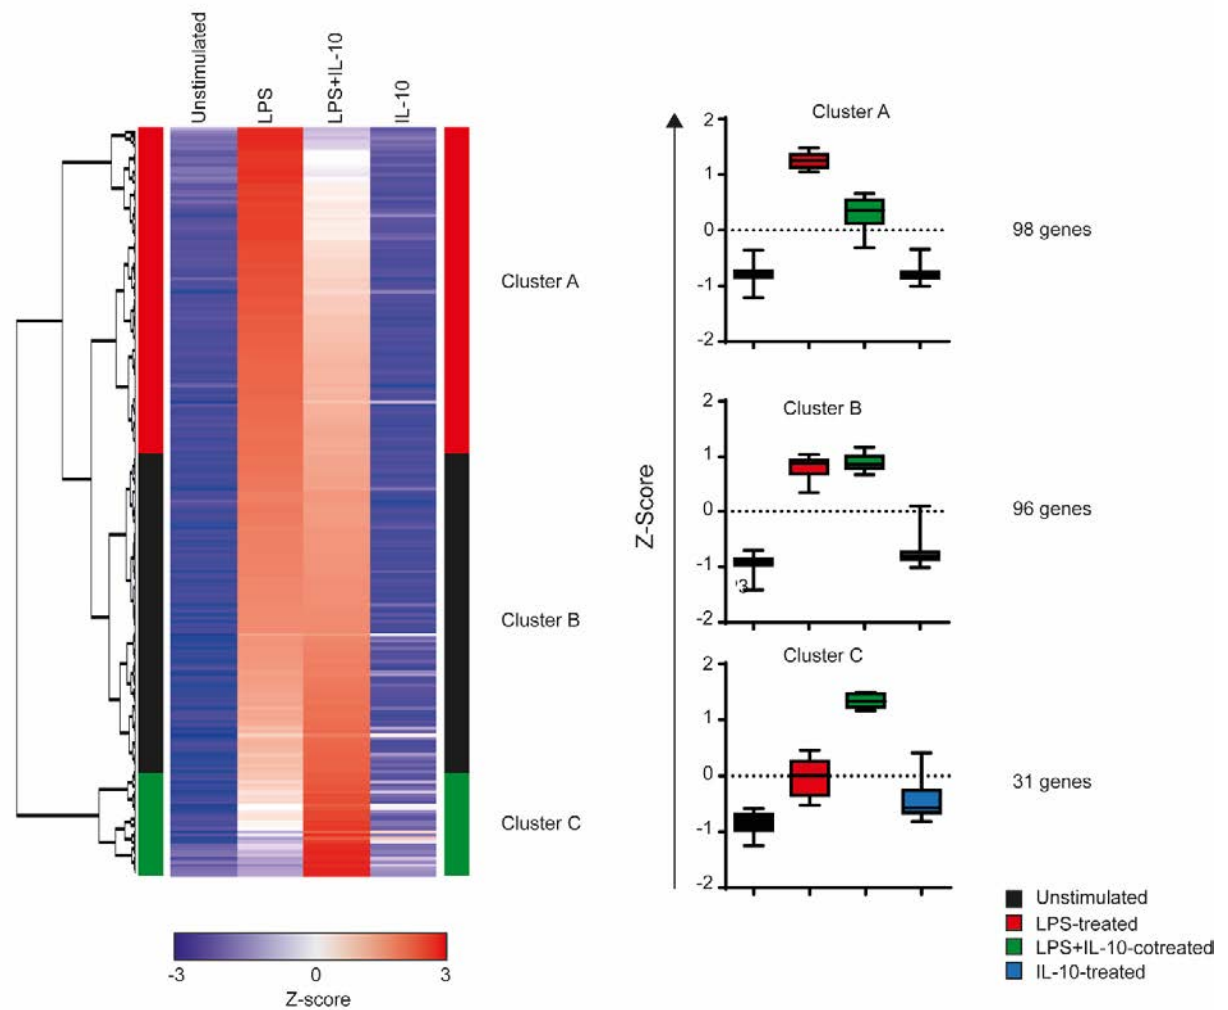 Unstimulated
LPS
LPS+IL-10
IL-10
Cluster A
Cluster B
Cluster C
-3
0
3
Z-score
Z-Score
Cluster A
2
1
0
-1
-2
98 genes
Cluster B
2
1
0
-1
-2
'3
96 genes
Cluster C
2
1
0
-1
-2
31 genes
Unstimulated
LPS-treated
LPS+IL-10-cotreated
IL-10-treated